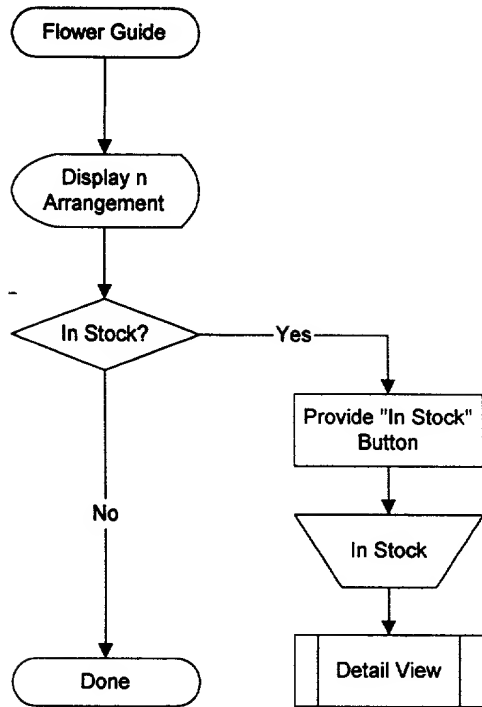 Flower Guide
Display n
Arrangement
In Stock?
Yes
Provide "In Stock"
Button
No
In Stock
Detail View
Done